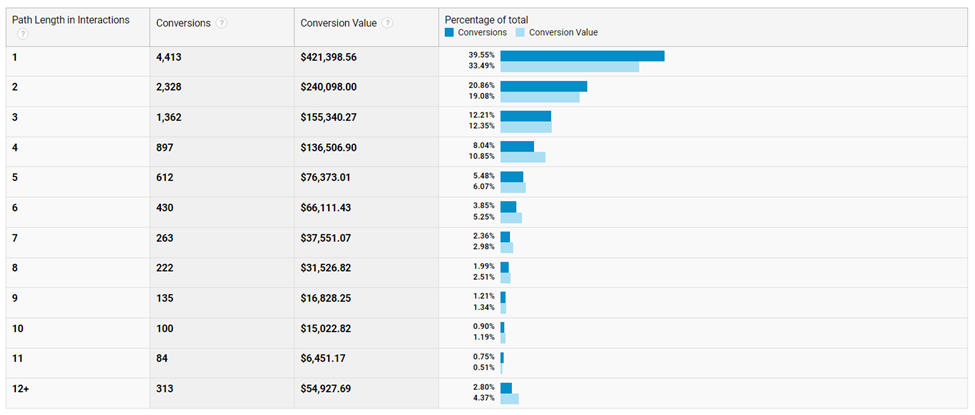 Path Length in Interactions
?
Conversions ?
Conversion Value ?
Percentage of total
Conversions Conversion Value
1 4,413 $421,398.56 39.55%
33.49%
2 2,328 $240,098.00 20.86%
19.08%
3 1,362 $155,340.27 12.21%
12.35%
4 897 $136,506.90 8.04%
10.85%
5 612 $76,373.01 5.48%
6.07%
6 430 $66,111.43 3.85%
5.25%
7 263 $37,551.07 2.36%
2.98%
8 222 $31,526.82 1.99%
2.51%
9 135 $16,828.25 1.21%
1.34%
10 100 $15,022.82 0.90%
1.19%
11 84 $6,451.17 0.75%
0.51%
12+ 313 $54,927.69 2.80%
4.37%